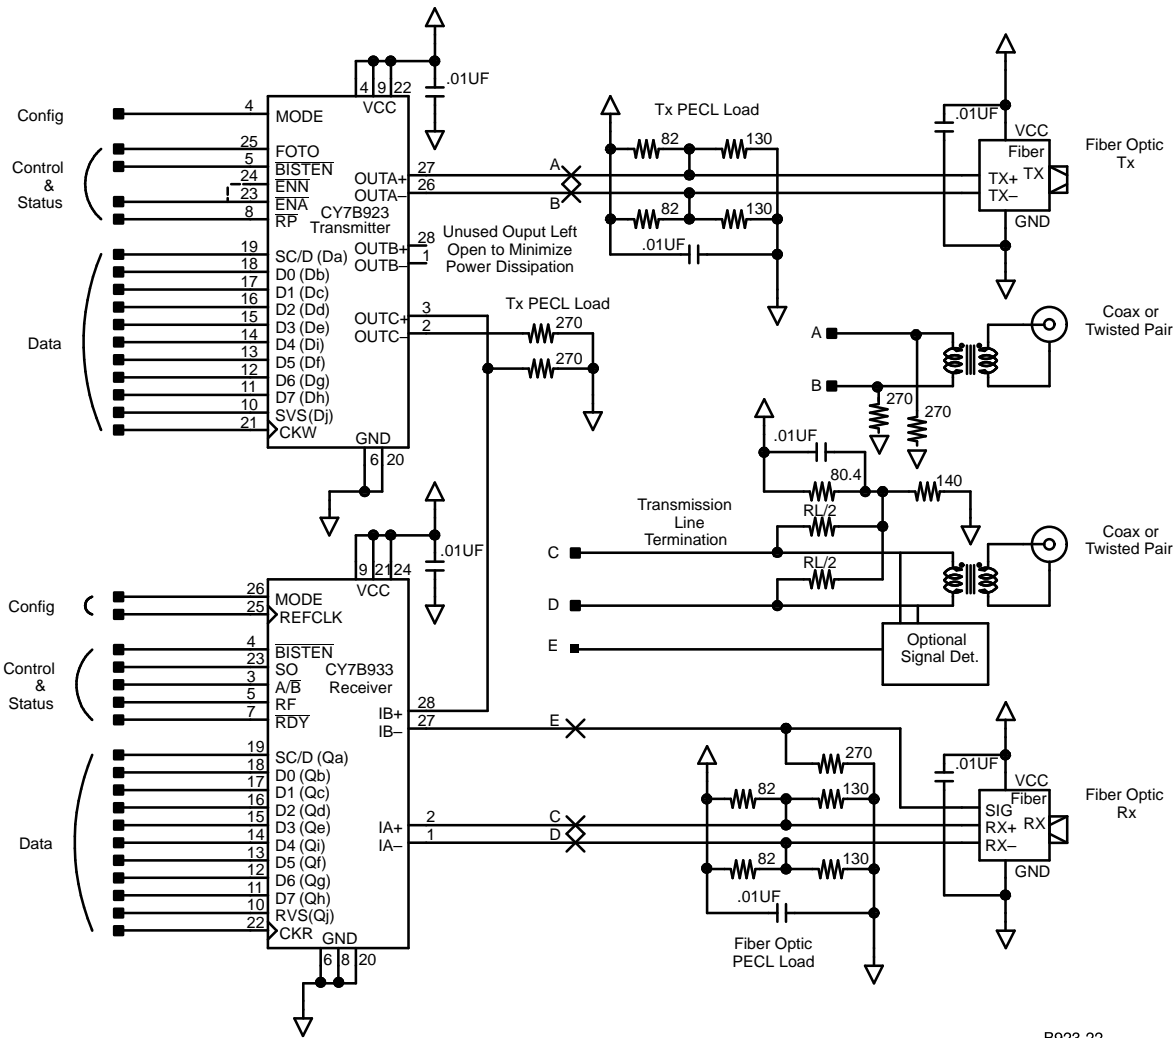 .01UF
4 9 22
VCC
Config
4
MODE
Control
&
Status
25
FOTO
5
BISTEN
24
ENN
23
ENA
8
RP
CY7B923
Transmitter
OUTA+
27
OUTA–
26
OUTB+
28
OUTB–
1
Unused Ouput Left
Open to Minimize
Power Dissipation
OUTC+
3
OUTC–
2
Data
19
SC/D (Da)
18
D0 (Db)
17
D1 (Dc)
16
D2 (Dd)
15
D3 (De)
14
D4 (Di)
13
D5 (Df)
12
D6 (Dg)
11
D7 (Dh)
10
SVS(Dj)
21
CKW
GND
6 20
Tx PECL Load
82
130
A
B
82
130
.01UF
Tx PECL Load
270
270
.01UF
VCC
Fiber
TX
TX+
TX–
GND
Fiber Optic
Tx
A
B
270
270
Coax or
Twisted Pair
.01UF
80.4
140
RL/2
RL/2
Transmission
Line
Termination
C
D
E
Optional
Signal Det.
Coax or
Twisted Pair
.01UF
9 21 24
VCC
Config
26
MODE
25
REFCLK
Control
&
Status
4
BISTEN
23
SO
3
A/B
5
RF
7
RDY
CY7B933
Receiver
IB+
28
IB–
27
IA+
2
IA–
1
Data
19
SC/D (Qa)
18
D0 (Qb)
17
D1 (Qc)
16
D2 (Qd)
15
D3 (Qe)
14
D4 (Qi)
13
D5 (Qf)
12
D6 (Qg)
11
D7 (Qh)
10
RVS(Qj)
22
CKR
GND
6 8 20
E
C
D
270
82
130
82
130
.01UF
Fiber Optic
PECL Load
.01UF
VCC
Fiber
SIG
RX+
RX
RX–
GND
Fiber Optic
Rx
B923-22